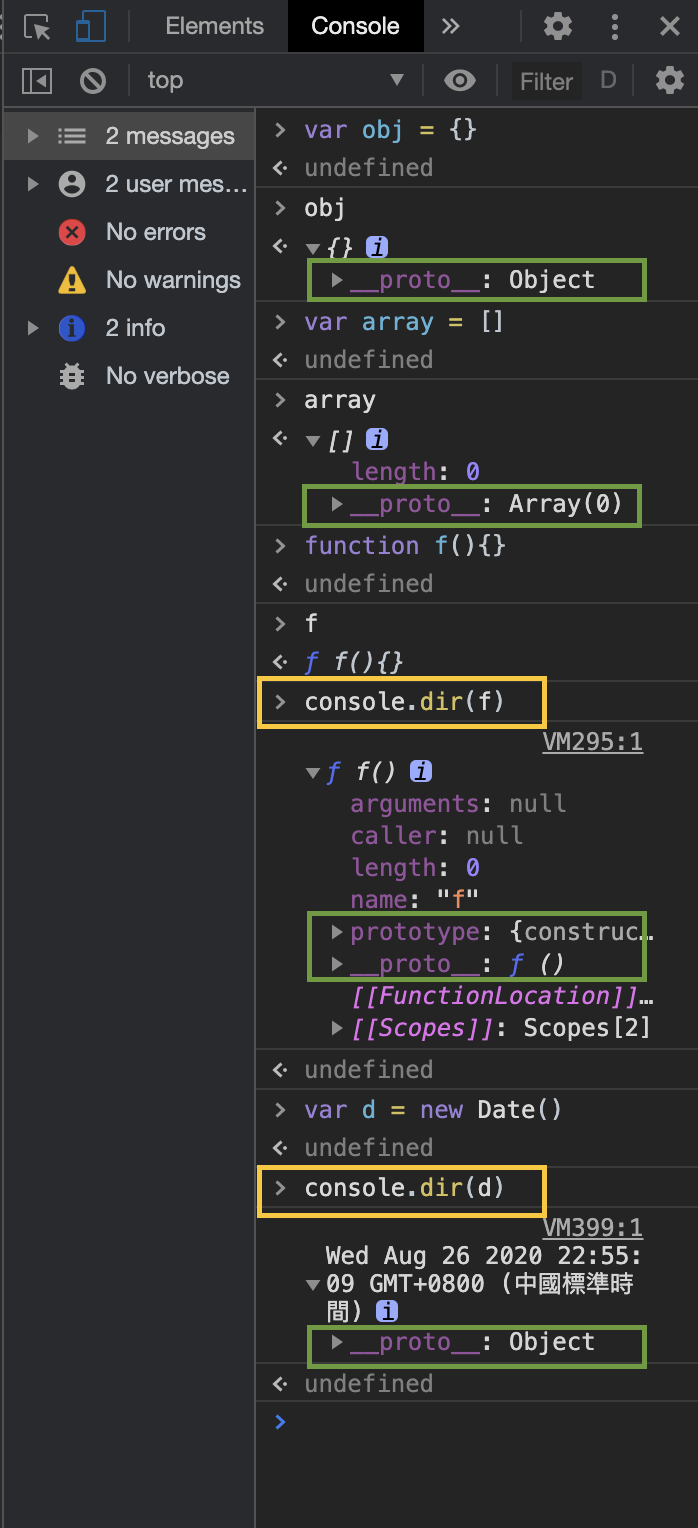 Elements Console »
top Filter D
2 messages
2 user mes…
No errors
No warnings
2 info
No verbose
> var obj = {}
undefined
> obj
{} i
__proto__: Object
> var array = []
undefined
> array
[] i
length: 0
__proto__: Array(0)
> function f(){}
undefined
> f
ƒ f(){}
> console.dir(f)
VM295:1
ƒ f() i
arguments: null
caller: null
length: 0
name: "f"
prototype: {construc…
__proto__: ƒ ()
[[FunctionLocation]]…
[[Scopes]]: Scopes[2]
undefined
> var d = new Date()
undefined
> console.dir(d)
VM399:1
Wed Aug 26 2020 22:55:
09 GMT+0800 (中國標準時
間) i
__proto__: Object
undefined
>